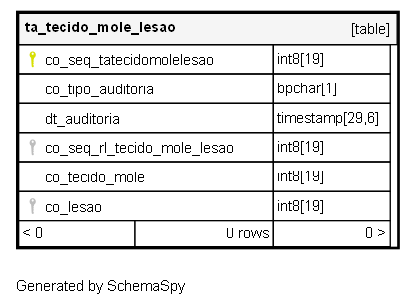 ta_tecido_mole_lesao [table]
co_seq_tatecidomolelesao int8[19]
co_tipo_auditoria bpchar[1]
dt_auditoria timestamp[29,6]
co_seq_rl_tecido_mole_lesao int8[19]
co_tecido_mole int8[19]
co_lesao int8[19]
< 0 0 rows 0 >
Generated by SchemaSpy